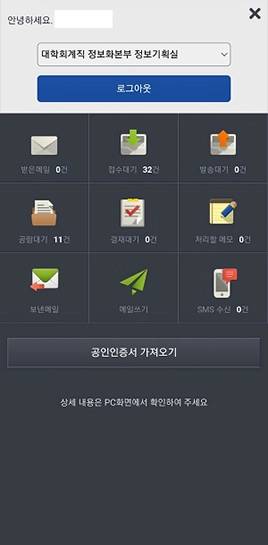 안녕하세요.
대학회계직 정보화본부 정보기획실
로그아웃
받은메일 0건 접수대기 32건 발송대기 0건
공람대기 11건 결재대기 0건 처리할 메모 0건
보낸메일 메일쓰기 SMS 수신 0건
공인인증서 가져오기
상세 내용은 PC화면에서 확인하여 주세요